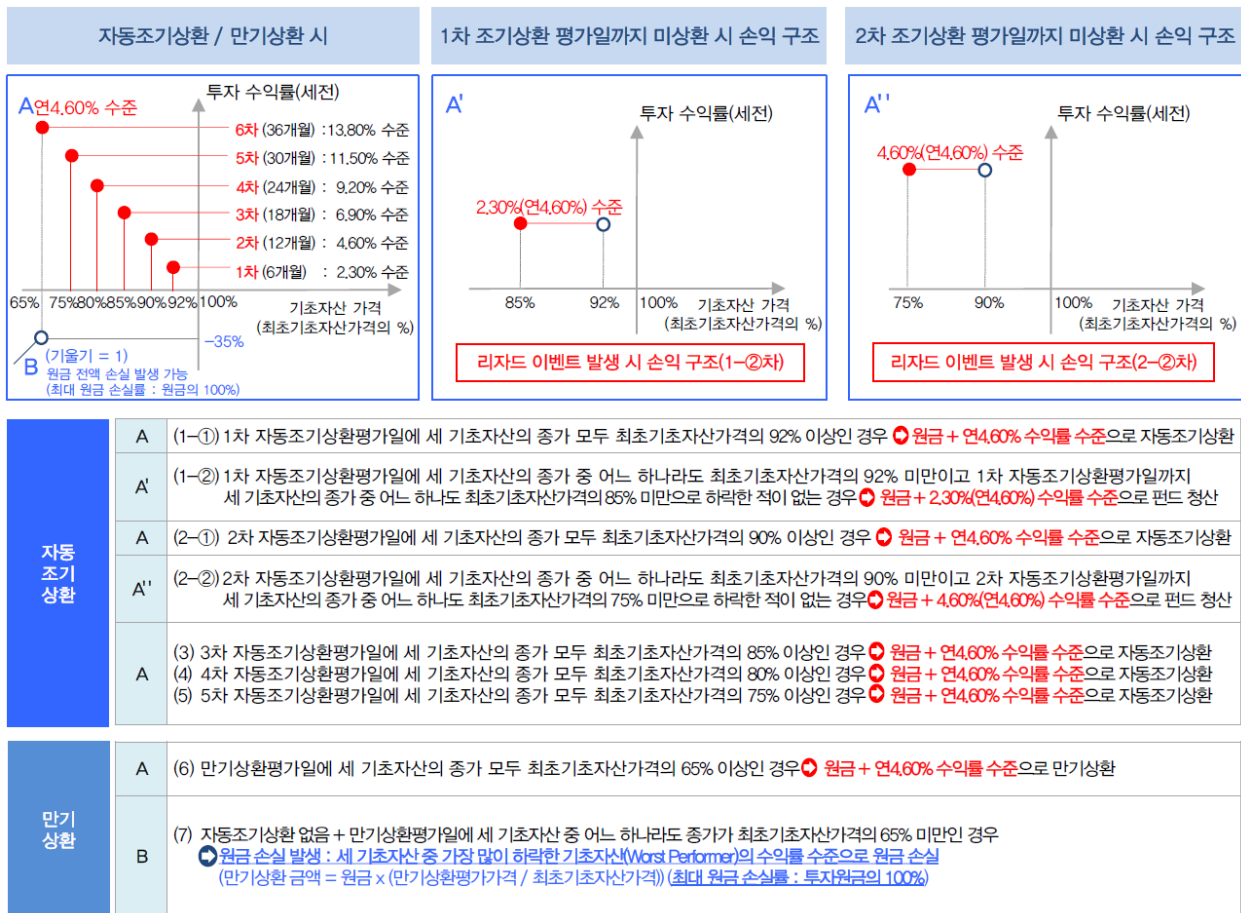 자동조기상환 / 만기상환 시
1차 조기상환 평가일까지 미상환 시 손익 구조
2차 조기상환 평가일까지 미상환 시 손익 구조
A 연4.60% 수준
투자 수익률(세전)
6차 (36개월) :13.80% 수준
5차 (30개월) :11.50% 수준
4차 (24개월) : 9.20% 수준
3차 (18개월) : 6.90% 수준
2차 (12개월) : 4.60% 수준
1차 (6개월) : 2.30% 수준
65% 75% 80% 85% 90% 92% 100%
기초자산 가격
(최초기초자산가격의 %)
-35%
B (기울기 = 1)
원금 전액 손실 발생 가능
(최대 원금 손실률 : 원금의 100%)
A'
투자 수익률(세전)
2.30%(연4.60%) 수준
85% 92% 100% 기초자산 가격
(최초기초자산가격의 %)
리자드 이벤트 발생 시 손익 구조(1-②차)
A''
투자 수익률(세전)
4.60%(연4.60%) 수준
75% 90% 100% 기초자산 가격
(최초기초자산가격의 %)
리자드 이벤트 발생 시 손익 구조(2-②차)
자동
조기
상환
A (1-①) 1차 자동조기상환평가일에 세 기초자산의 종가 모두 최초기초자산가격의 92% 이상인 경우 ➲ 원금 + 연4.60% 수익률 수준으로 자동조기상환
A' (1-②) 1차 자동조기상환평가일에 세 기초자산의 종가 중 어느 하나라도 최초기초자산가격의 92% 미만이고 1차 자동조기상환평가일까지
세 기초자산의 종가 중 어느 하나도 최초기초자산가격의 85% 미만으로 하락한 적이 없는 경우 ➲ 원금 + 2.30%(연4.60%) 수익률 수준으로 펀드 청산
A (2-①) 2차 자동조기상환평가일에 세 기초자산의 종가 모두 최초기초자산가격의 90% 이상인 경우 ➲ 원금 + 연4.60% 수익률 수준으로 자동조기상환
A'' (2-②) 2차 자동조기상환평가일에 세 기초자산의 종가 중 어느 하나라도 최초기초자산가격의 90% 미만이고 2차 자동조기상환평가일까지
세 기초자산의 종가 중 어느 하나도 최초기초자산가격의 75% 미만으로 하락한 적이 없는 경우 ➲ 원금 + 4.60%(연4.60%) 수익률 수준으로 펀드 청산
A
(3) 3차 자동조기상환평가일에 세 기초자산의 종가 모두 최초기초자산가격의 85% 이상인 경우 ➲ 원금 + 연4.60% 수익률 수준으로 자동조기상환
(4) 4차 자동조기상환평가일에 세 기초자산의 종가 모두 최초기초자산가격의 80% 이상인 경우 ➲ 원금 + 연4.60% 수익률 수준으로 자동조기상환
(5) 5차 자동조기상환평가일에 세 기초자산의 종가 모두 최초기초자산가격의 75% 이상인 경우 ➲ 원금 + 연4.60% 수익률 수준으로 자동조기상환
만기
상환
A (6) 만기상환평가일에 세 기초자산의 종가 모두 최초기초자산가격의 65% 이상인 경우 ➲ 원금 + 연4.60% 수익률 수준으로 만기상환
B
(7) 자동조기상환 없음 + 만기상환평가일에 세 기초자산 중 어느 하나라도 종가가 최초기초자산가격의 65% 미만인 경우
➲ 원금 손실 발생 : 세 기초자산 중 가장 많이 하락한 기초자산(Worst Performer)의 수익률 수준으로 원금 손실
(만기상환 금액 = 원금 x (만기상환평가가격 / 최초기초자산가격)) (최대 원금 손실률 : 투자원금의 100%)